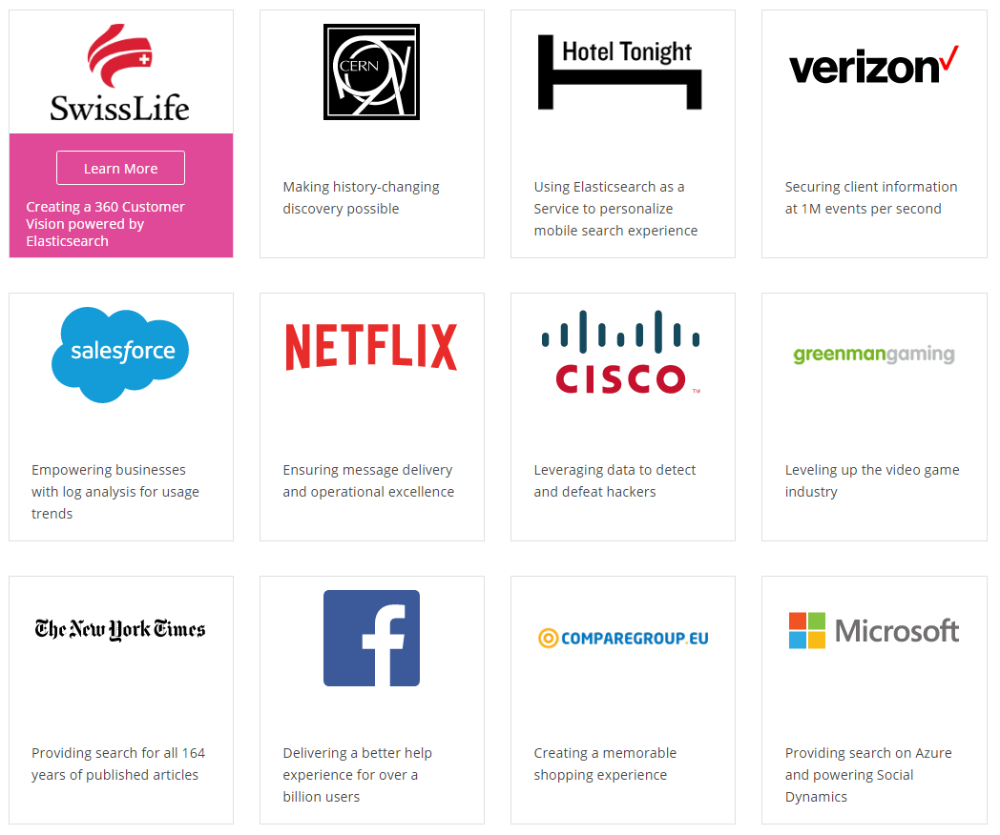 SwissLife
Learn More
Creating a 360 Customer
Vision powered by
Elasticsearch
CERN
Making history-changing
discovery possible
Hotel Tonight
Using Elasticsearch as a
Service to personalize
mobile search experience
verizon
Securing client information
at 1M events per second
salesforce
Empowering businesses
with log analysis for usage
trends
NETFLIX
Ensuring message delivery
and operational excellence
CISCO
TM
Leveraging data to detect
and defeat hackers
greenmangaming
Leveling up the video game
industry
The New York Times
Providing search for all 164
years of published articles
f
Delivering a better help
experience for over a
billion users
COMPAREGROUP.EU
Creating a memorable
shopping experience
Microsoft
Providing search on Azure
and powering Social
Dynamics